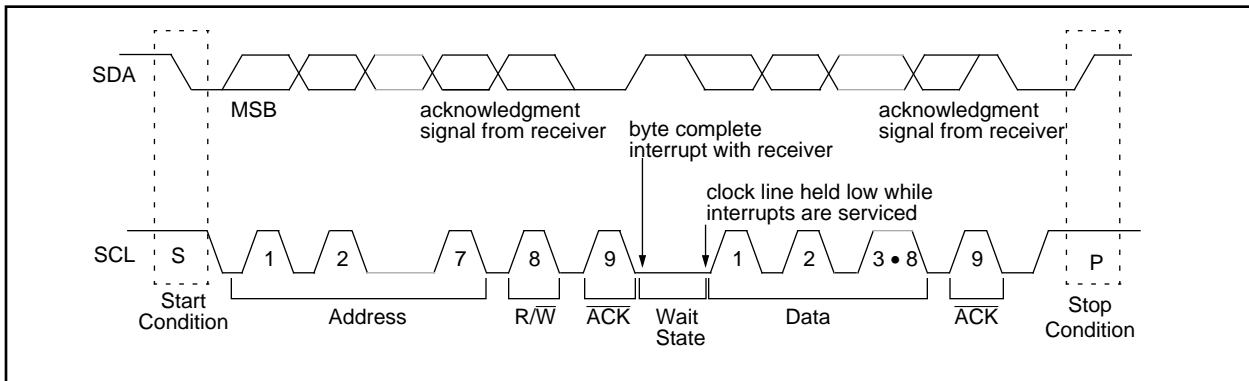 SDA
MSB
acknowledgment
signal from receiver
byte complete
interrupt with receiver
acknowledgment
signal from receiver
clock line held low while
interrupts are serviced
SCL
S
1
2
7
8
9
1
2
3 • 8
9
P
Start
Condition
Address
R/W̅
A̅C̅K̅
Wait
State
Data
A̅C̅K̅
Stop
Condition